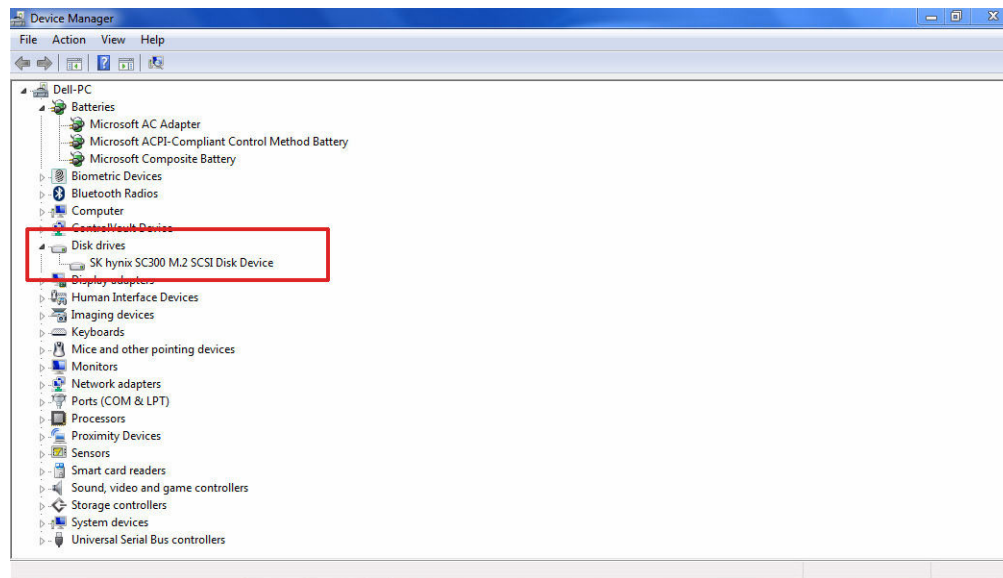 Device Manager
File Action View Help
Dell-PC
Batteries
Microsoft AC Adapter
Microsoft ACPI-Compliant Control Method Battery
Microsoft Composite Battery
Biometric Devices
Bluetooth Radios
Computer
ControlVault Device
Disk drives
SK hynix SC300 M.2 SCSI Disk Device
Display adapters
Human Interface Devices
Imaging devices
Keyboards
Mice and other pointing devices
Monitors
Network adapters
Ports (COM & LPT)
Processors
Proximity Devices
Sensors
Smart card readers
Sound, video and game controllers
Storage controllers
System devices
Universal Serial Bus controllers